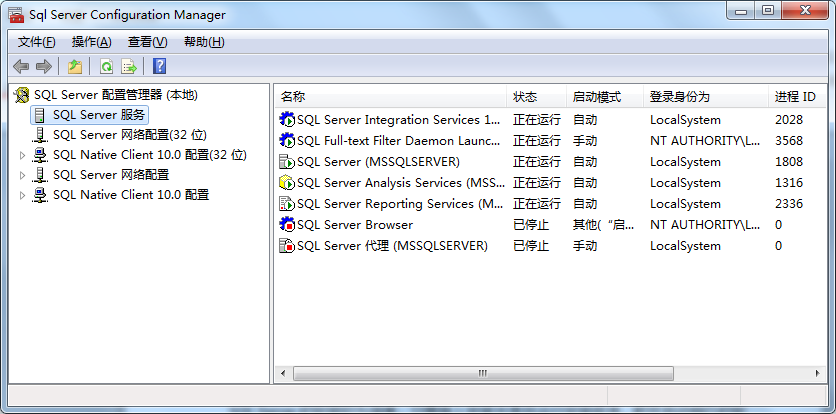 Sql Server Configuration Manager
文件(F) 操作(A) 查看(V) 帮助(H)
SQL Server 配置管理器 (本地)
SQL Server 服务
SQL Server 网络配置(32 位)
SQL Native Client 10.0 配置(32 位)
SQL Server 网络配置
SQL Native Client 10.0 配置
名称 状态 启动模式 登录身份为 进程 ID
SQL Server Integration Services 1... 正在运行 自动 LocalSystem 2028
SQL Full-text Filter Daemon Launc... 正在运行 手动 NT AUTHORITY\L... 3568
SQL Server (MSSQLSERVER) 正在运行 自动 LocalSystem 1808
SQL Server Analysis Services (MSS... 正在运行 自动 LocalSystem 1316
SQL Server Reporting Services (M... 正在运行 自动 LocalSystem 2336
SQL Server Browser 已停止 其他(“启... NT AUTHORITY\L... 0
SQL Server 代理 (MSSQLSERVER) 已停止 手动 LocalSystem 0